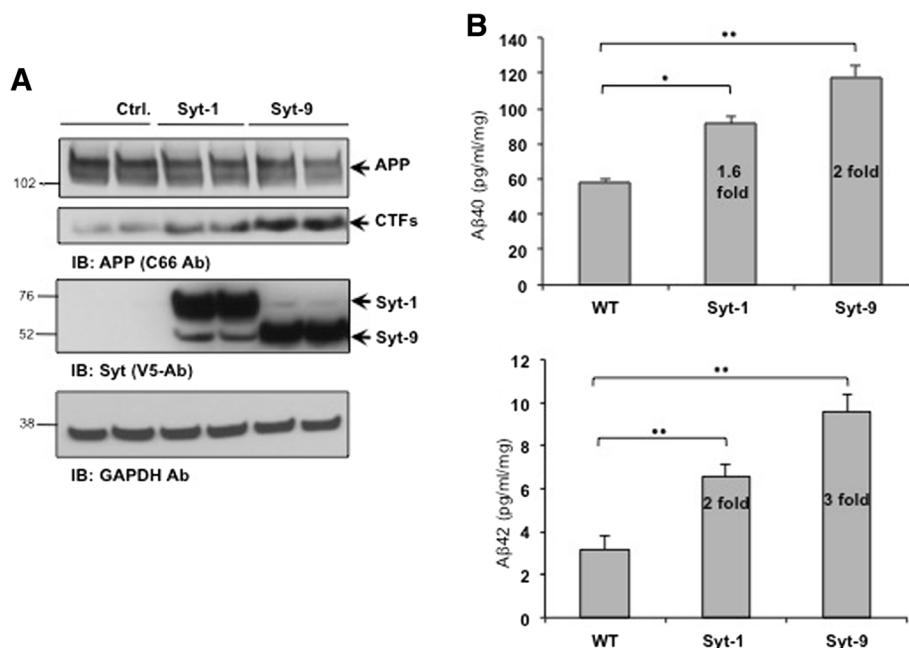 A
Ctrl. Syt-1 Syt-9
102
APP
CTFs
IB: APP (C66 Ab)
76
Syt-1
52
Syt-9
IB: Syt (V5-Ab)
38
IB: GAPDH Ab
B
140
120
100
80
60
40
20
0
Aβ40 (pg/ml/mg)
**
*
1.6
fold
2 fold
WT Syt-1 Syt-9
12
10
8
6
4
2
0
Aβ42 (pg/ml/mg)
**
**
2 fold
3 fold
WT Syt-1 Syt-9